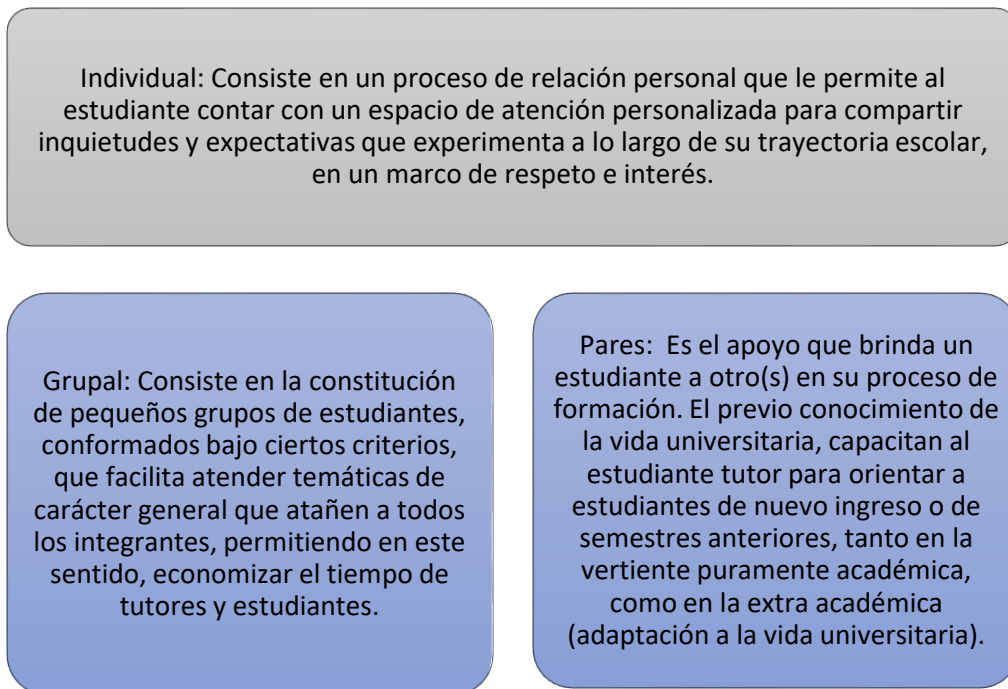 Individual: Consiste en un proceso de relación personal que le permite al
estudiante contar con un espacio de atención personalizada para compartir
inquietudes y expectativas que experimenta a lo largo de su trayectoria escolar,
en un marco de respeto e interés.
Grupal: Consiste en la constitución
de pequeños grupos de estudiantes,
conformados bajo ciertos criterios,
que facilita atender temáticas de
carácter general que atañen a todos
los integrantes, permitiendo en este
sentido, economizar el tiempo de
tutores y estudiantes.
Pares: Es el apoyo que brinda un
estudiante a otro(s) en su proceso de
formación. El previo conocimiento de
la vida universitaria, capacitan al
estudiante tutor para orientar a
estudiantes de nuevo ingreso o de
semestres anteriores, tanto en la
vertiente puramente académica,
como en la extra académica
(adaptación a la vida universitaria).